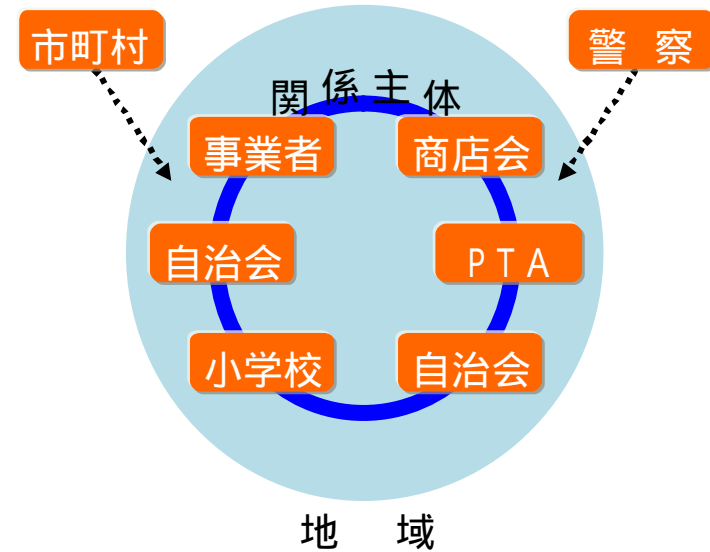 市町村
警 察
関係主体
事業者
商店会
自治会
ＰＴＡ
小学校
自治会
地 域